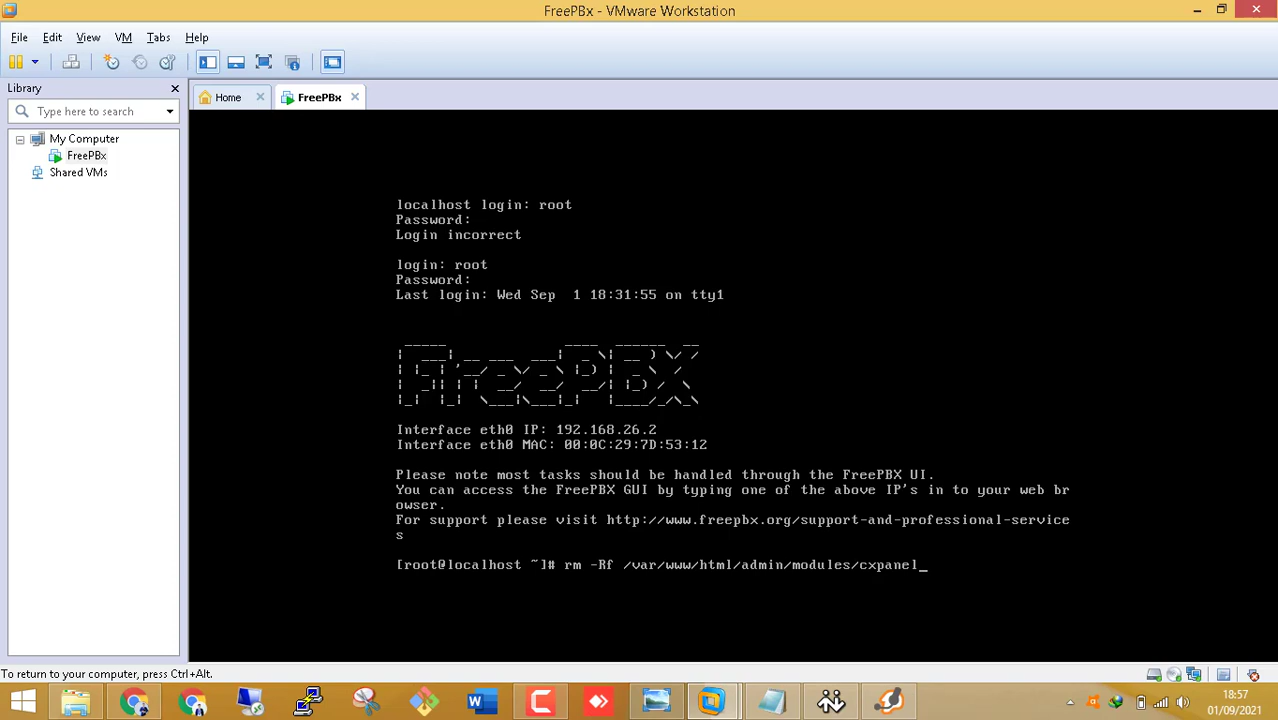 FreePBx - VMware Workstation
File Edit View VM Tabs Help
Library
Type here to search
My Computer
FreePBx
Shared VMs
Home
FreePBx
localhost login: root
Password:
Login incorrect
login: root
Password:
Last login: Wed Sep  1 18:31:55 on tty1
FreePBX
Interface eth0 IP: 192.168.26.2
Interface eth0 MAC: 00:0C:29:7D:53:12
Please note most tasks should be handled through the FreePBX UI.
You can access the FreePBX GUI by typing one of the above IP's in to your web br
owser.
For support please visit http://www.freepbx.org/support-and-professional-service
s
[root@localhost ~]# rm -Rf /var/www/html/admin/modules/cxpanel_
To return to your computer, press Ctrl+Alt.
18:57
01/09/2021